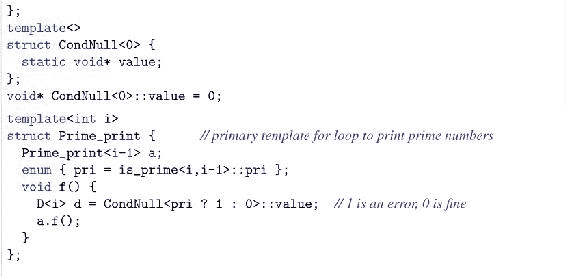 };
template<>
struct CondNull<0> {
  static void* value;
};
void* CondNull<0>::value = 0;
template<int i>
struct Prime_print {      // primary template for loop to print prime numbers
  Prime_print<i-1> a;
  enum { pri = is_prime<i,i-1>::pri };
  void f() {
    D<i> d = CondNull<pri ? 1 : 0>::value;  // 1 is an error, 0 is fine
    a.f();
  }
};